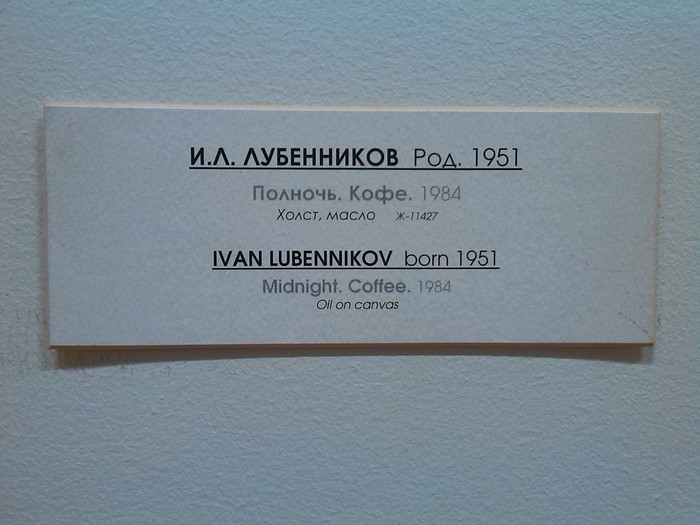 И.Л. ЛУБЕННИКОВ Род. 1951
Полночь. Кофе. 1984
Холст, масло Ж-11427
IVAN LUBENNIKOV born 1951
Midnight. Coffee. 1984
Oil on canvas